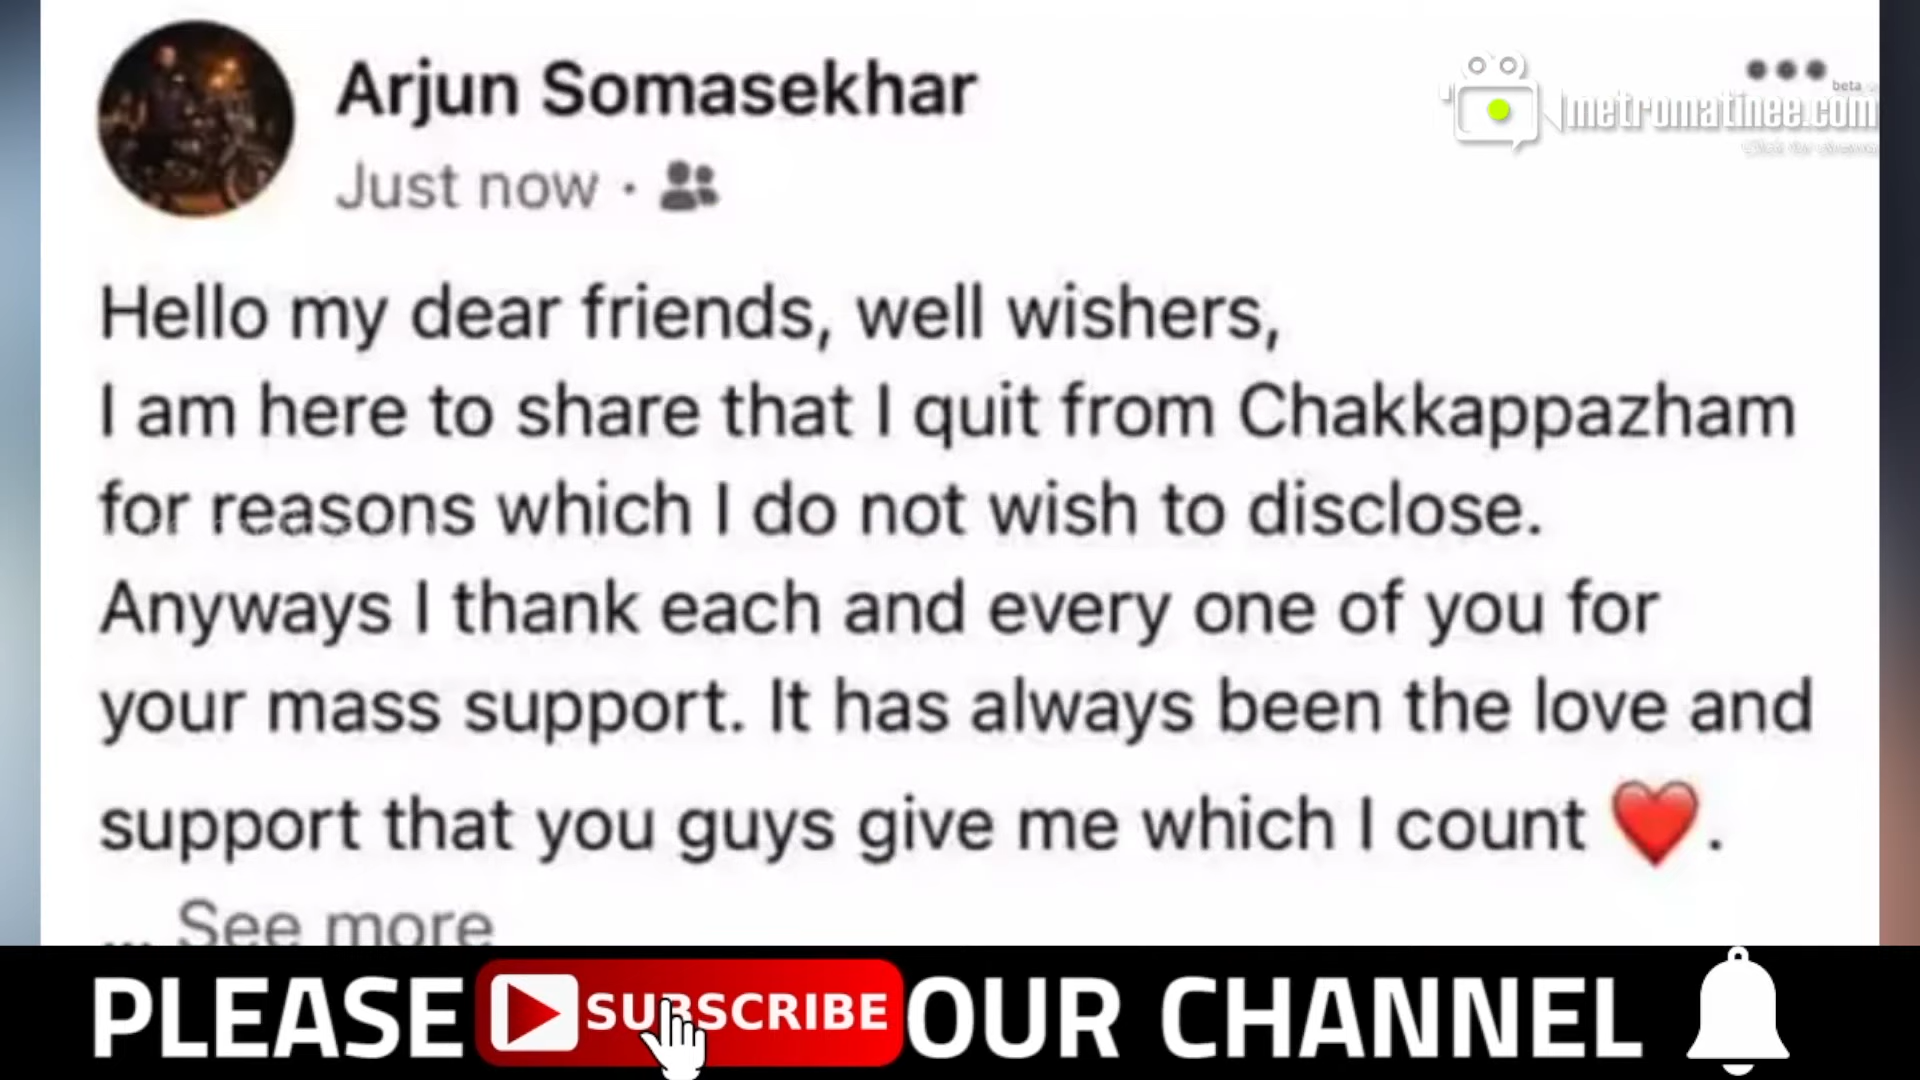 Arjun Somasekhar
Just now ·
beta
metromatinee.com
Hello my dear friends, well wishers,
I am here to share that I quit from Chakkappazham
for reasons which I do not wish to disclose.
Anyways I thank each and every one of you for
your mass support. It has always been the love and
support that you guys give me which I count ❤️.
... See more
PLEASE SUBSCRIBE OUR CHANNEL